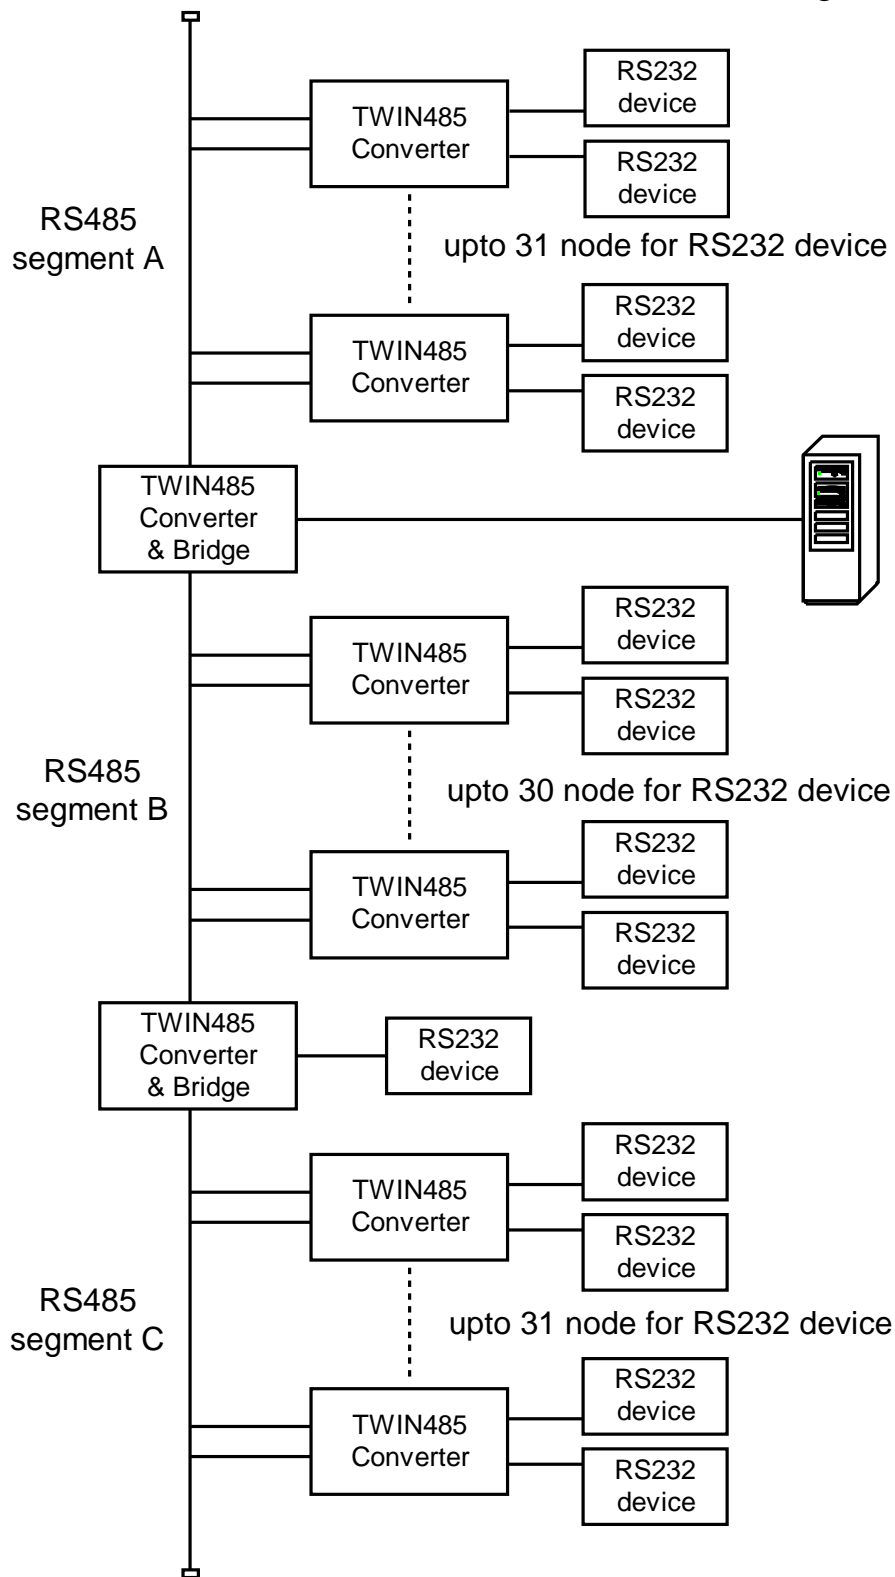 RS232
device
TWIN485
Converter
RS232
device
RS485
segment A
upto 31 node for RS232 device
RS232
device
TWIN485
Converter
RS232
device
TWIN485
Converter
& Bridge
RS232
device
TWIN485
Converter
RS232
device
RS485
segment B
upto 30 node for RS232 device
RS232
device
TWIN485
Converter
RS232
device
TWIN485
Converter
& Bridge
RS232
device
RS232
device
TWIN485
Converter
RS232
device
RS485
segment C
upto 31 node for RS232 device
RS232
device
TWIN485
Converter
RS232
device